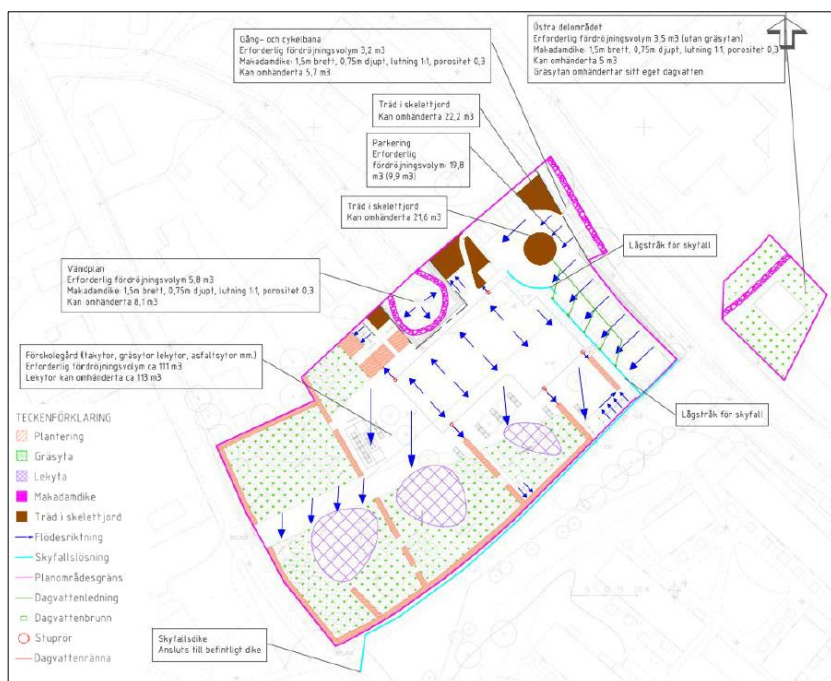 Gång- och cykelbana
Erforderlig fördröjningsvolym 3,2 m3
Makadamdike: 1,5m brett, 0,75m djupt, lutning 1:1, porositet 0,3
Kan omhänderta 5,7 m3
Östra delområdet
Erforderlig fördröjningsvolym 3,5 m3 (utan gräsytan)
Makadamdike: 1,5m brett, 0,75m djupt, lutning 1:1, porositet 0,3
Kan omhänderta 5 m3
Gräsytan omhändertar sitt eget dagvatten
Träd i skelettjord
Kan omhänderta 22,2 m3
Parkering
Erforderlig
fördröjningsvolym: 19,8
m3 (9,9 m3)
Träd i skelettjord
Kan omhänderta 21,6 m3
Lågstråk för skyfall
Vändplan
Erforderlig fördröjningsvolym 5,8 m3
Makadamdike: 1,5m brett, 0,75m djupt, lutning 1:1, porositet 0,3
Kan omhänderta 8,1 m3
Förskolegård (takytor, gräsytor lekytor, asfaltsytor mm.)
Erforderlig fördröjningsvolym ca 111 m3
Lekytor kan omhänderta ca 113 m3
Lågstråk för skyfall
TECKENFÖRKLARING
Plantering
Gräsyta
Lekyta
Makadamdike
Träd i skelettjord
Flödesriktning
Skyfallslösning
Planområdesgräns
Dagvattenledning
Dagvattenbrunn
Stuprör
Dagvattenränna
Skyfallsdike
Ansluts till befintligt dike